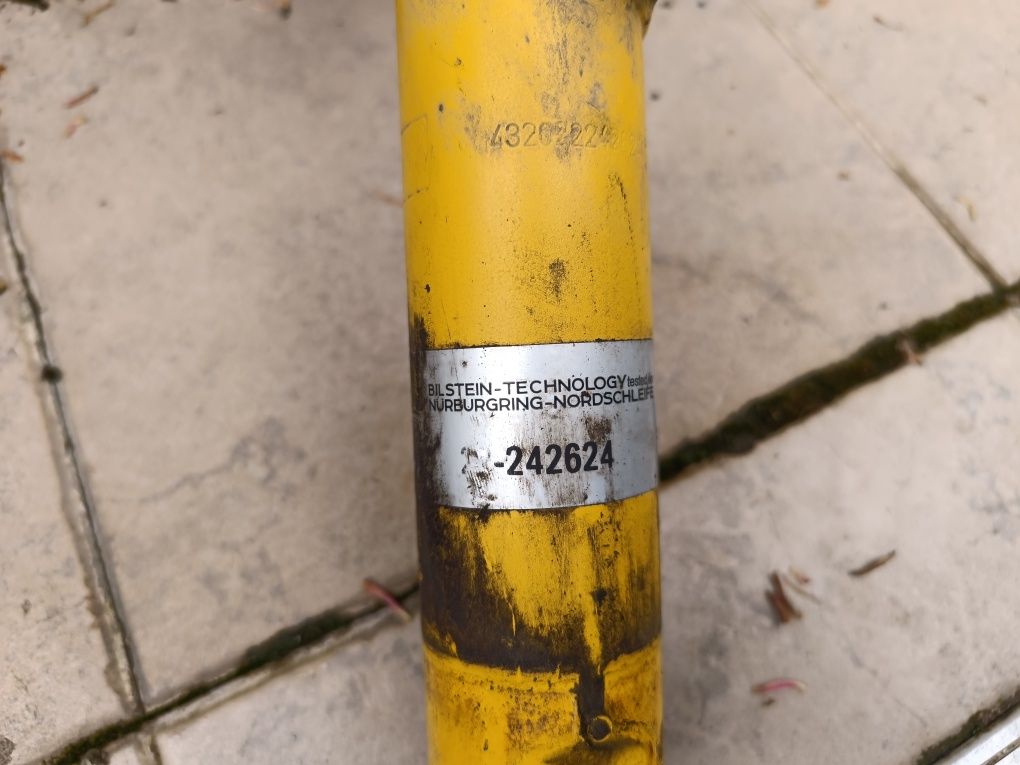 BILSTEIN-TECHNOLOGY tested
NÜRBURGRING-NORDSCHLEIFE
-242624